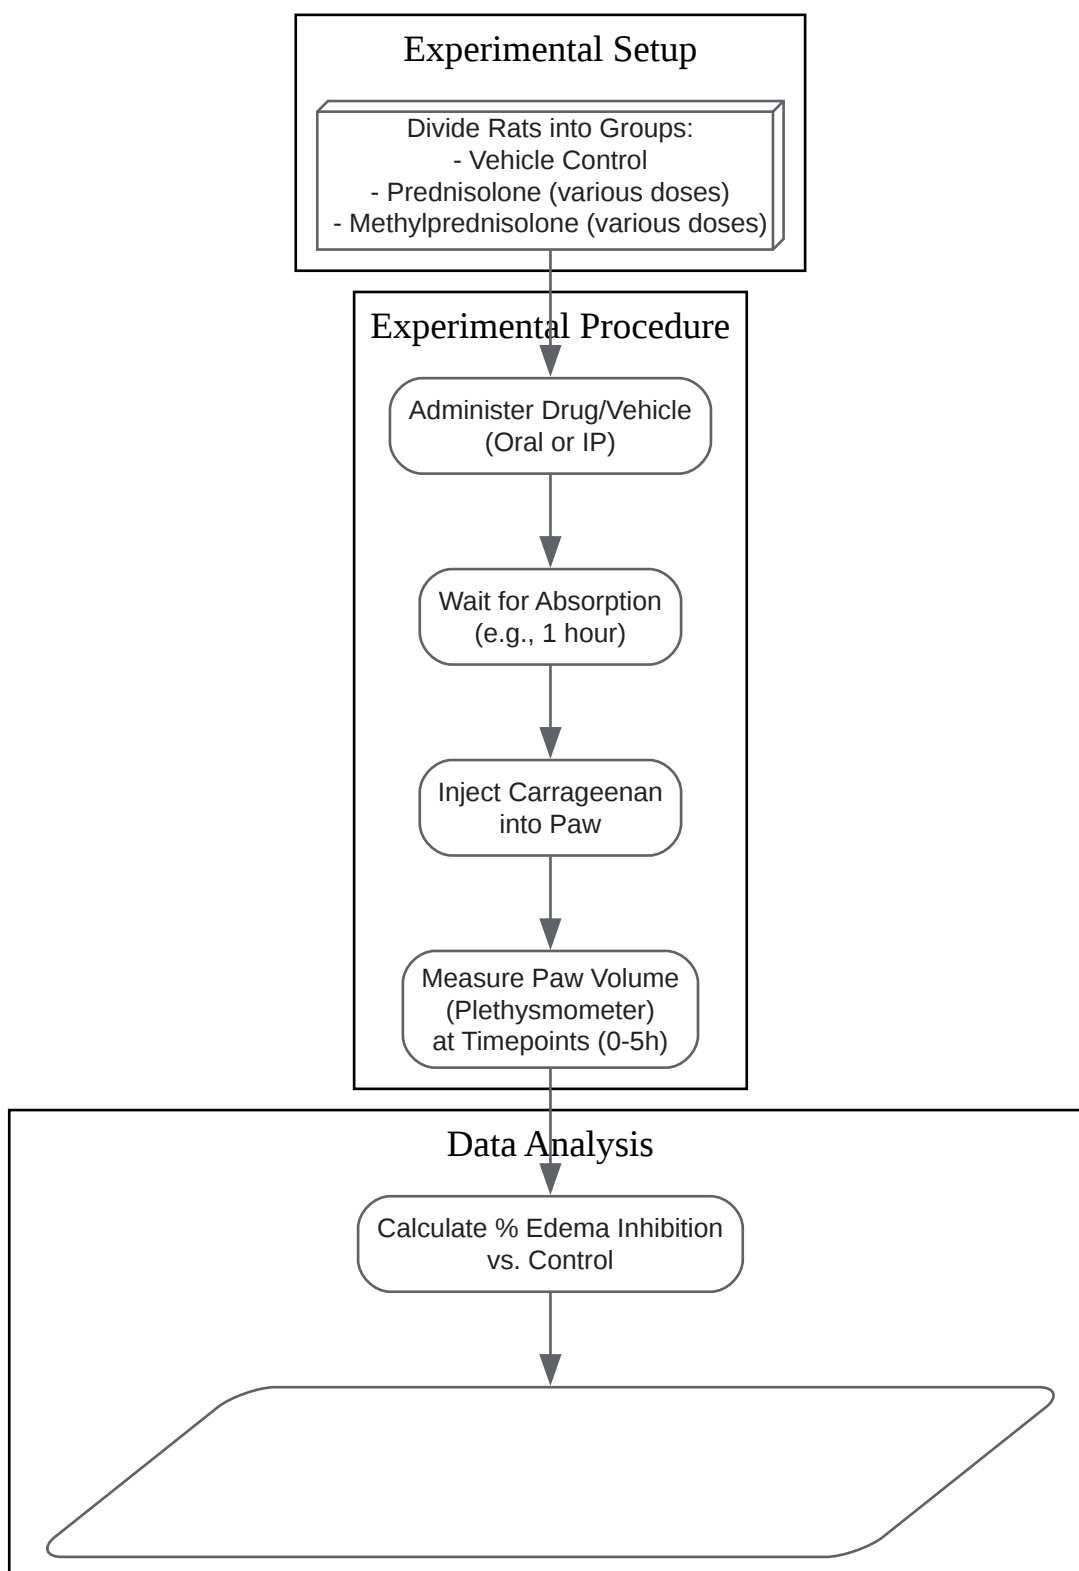 Experimental Setup
Divide Rats into Groups:
- Vehicle Control
- Prednisolone (various doses)
- Methylprednisolone (various doses)
Experimental Procedure
Administer Drug/Vehicle
(Oral or IP)
Wait for Absorption
(e.g., 1 hour)
Inject Carrageenan
into Paw
Measure Paw Volume
(Plethysmometer)
at Timepoints (0-5h)
Data Analysis
Calculate % Edema Inhibition
vs. Control